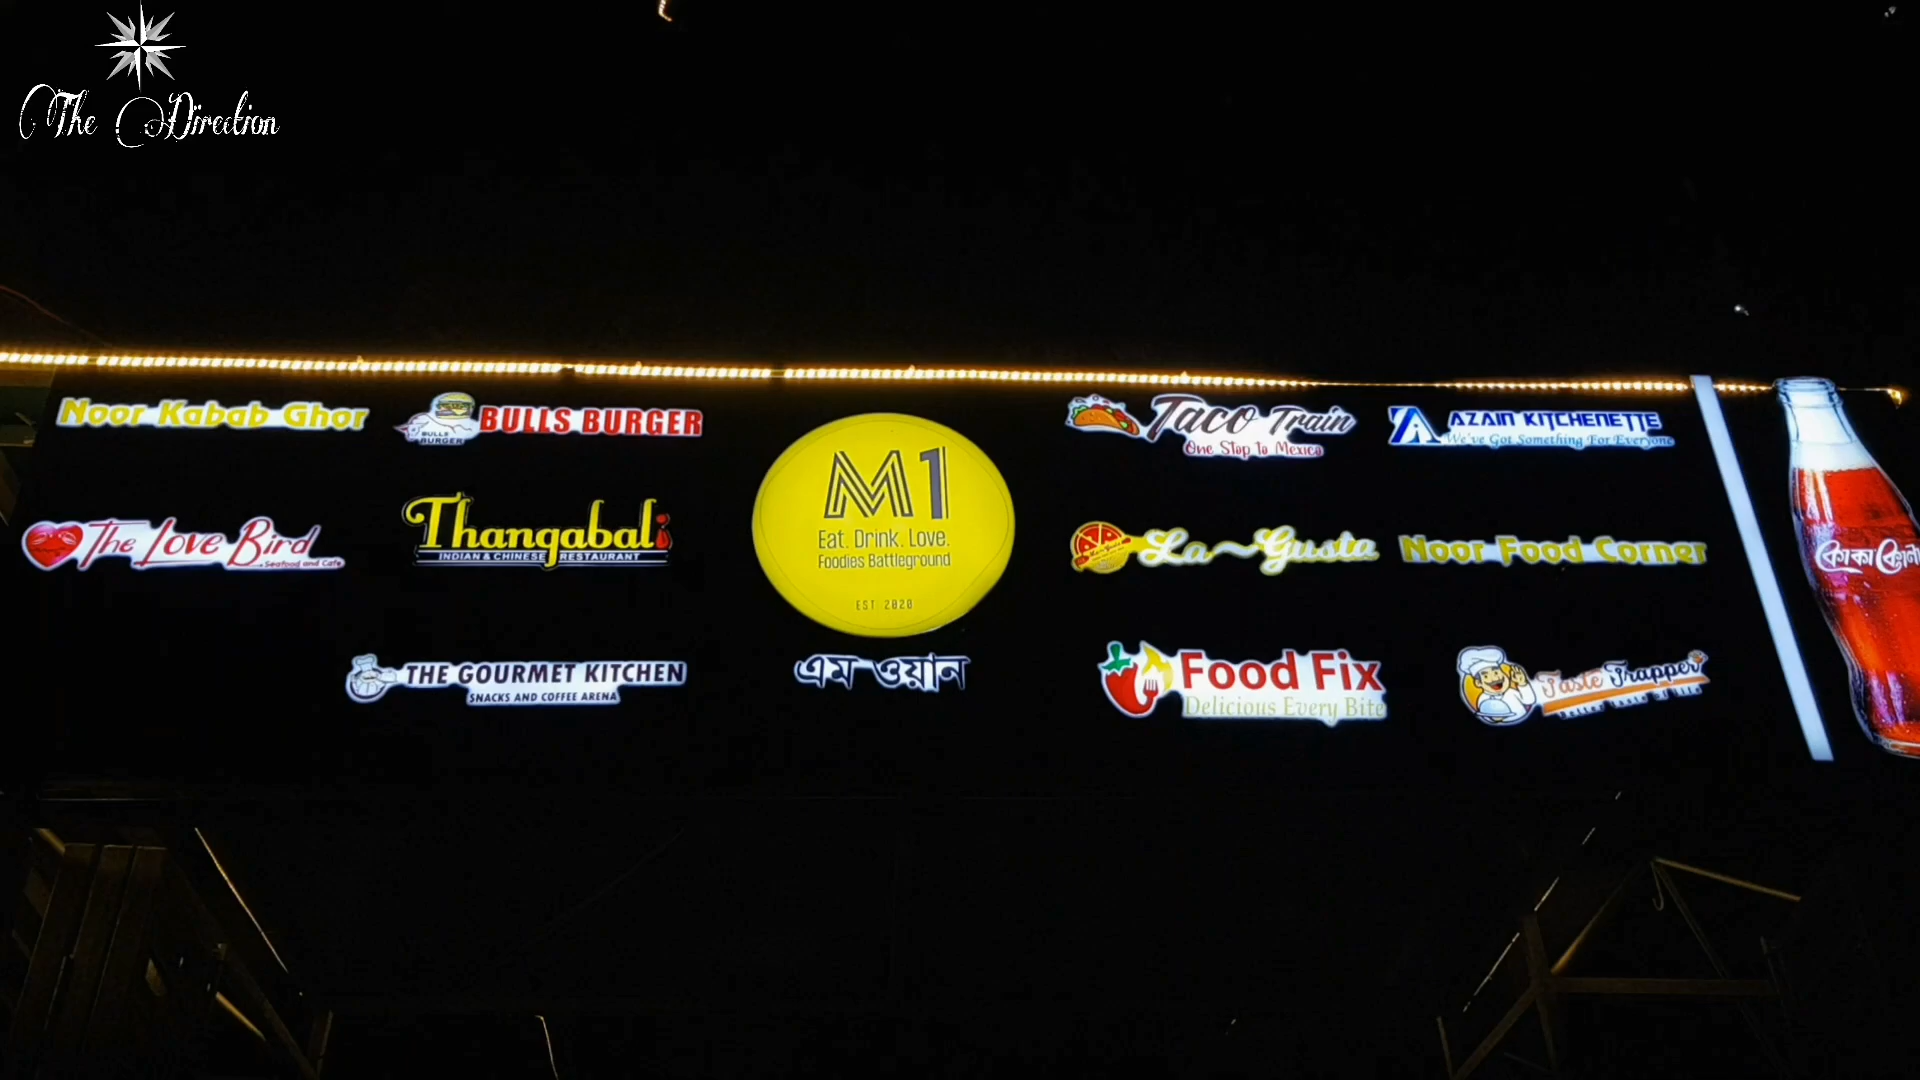 The Direction
Noor Kabab Ghor
BULLS BURGER
BULLS
BURGER
The Love Bird
Seafood and Cafe
Thangabali
INDIAN & CHINESE RESTAURANT
THE GOURMET KITCHEN
SNACKS AND COFFEE ARENA
M1
Eat. Drink. Love.
Foodies Battleground
EST 2020
এম ওয়ান
Taco Train
One Stop to Mexico
AZAIN KITCHENETTE
We've Got Something For Everyone
La~Gusta
Noor Food Corner
Food Fix
Delicious Every Bite
Taste Trapper
কোকা কোলা